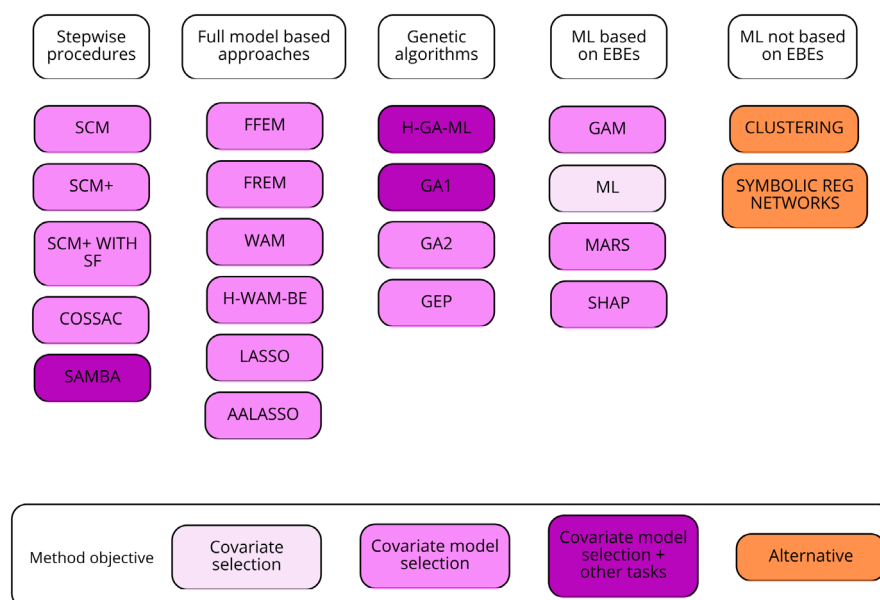 Stepwise
procedures
Full model based
approaches
Genetic
algorithms
ML based
on EBEs
ML not based
on EBEs
SCM
SCM+
SCM+ WITH
SF
COSSAC
SAMBA
FFEM
FREM
WAM
H-WAM-BE
LASSO
AALASSO
H-GA-ML
GA1
GA2
GEP
GAM
ML
MARS
SHAP
CLUSTERING
SYMBOLIC REG
NETWORKS
Method objective
Covariate
selection
Covariate model
selection
Covariate model
selection +
other tasks
Alternative